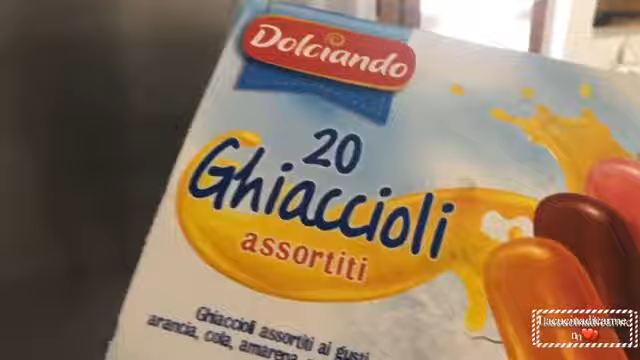 Dolciando
20
Ghiaccioli
assortiti
Ghiaccioli assortiti ai gusti
arancia, cola, amarena